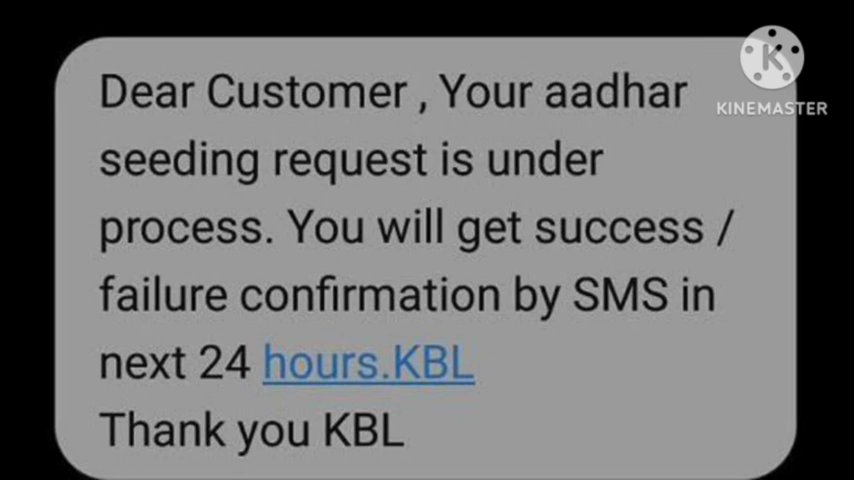 Dear Customer , Your aadhar
seeding request is under
process. You will get success /
failure confirmation by SMS in
next 24 hours.KBL
Thank you KBL
K
KINEMASTER